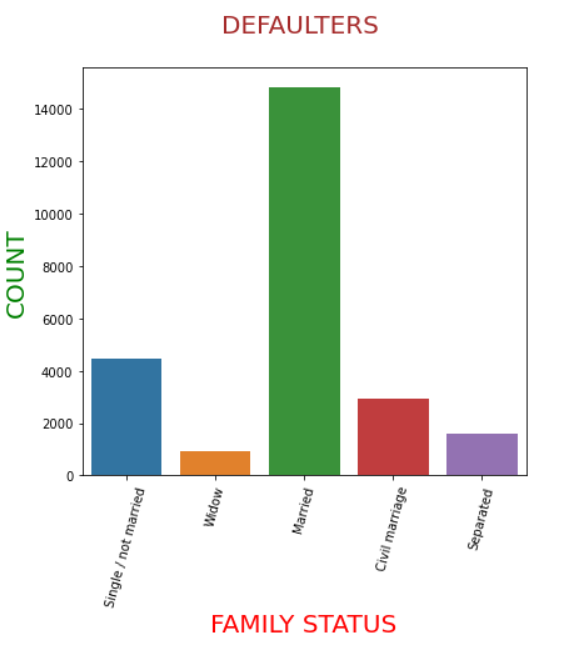 DEFAULTERS
COUNT
14000
12000
10000
8000
6000
4000
2000
0
Single / not married
Widow
Married
Civil marriage
Separated
FAMILY STATUS